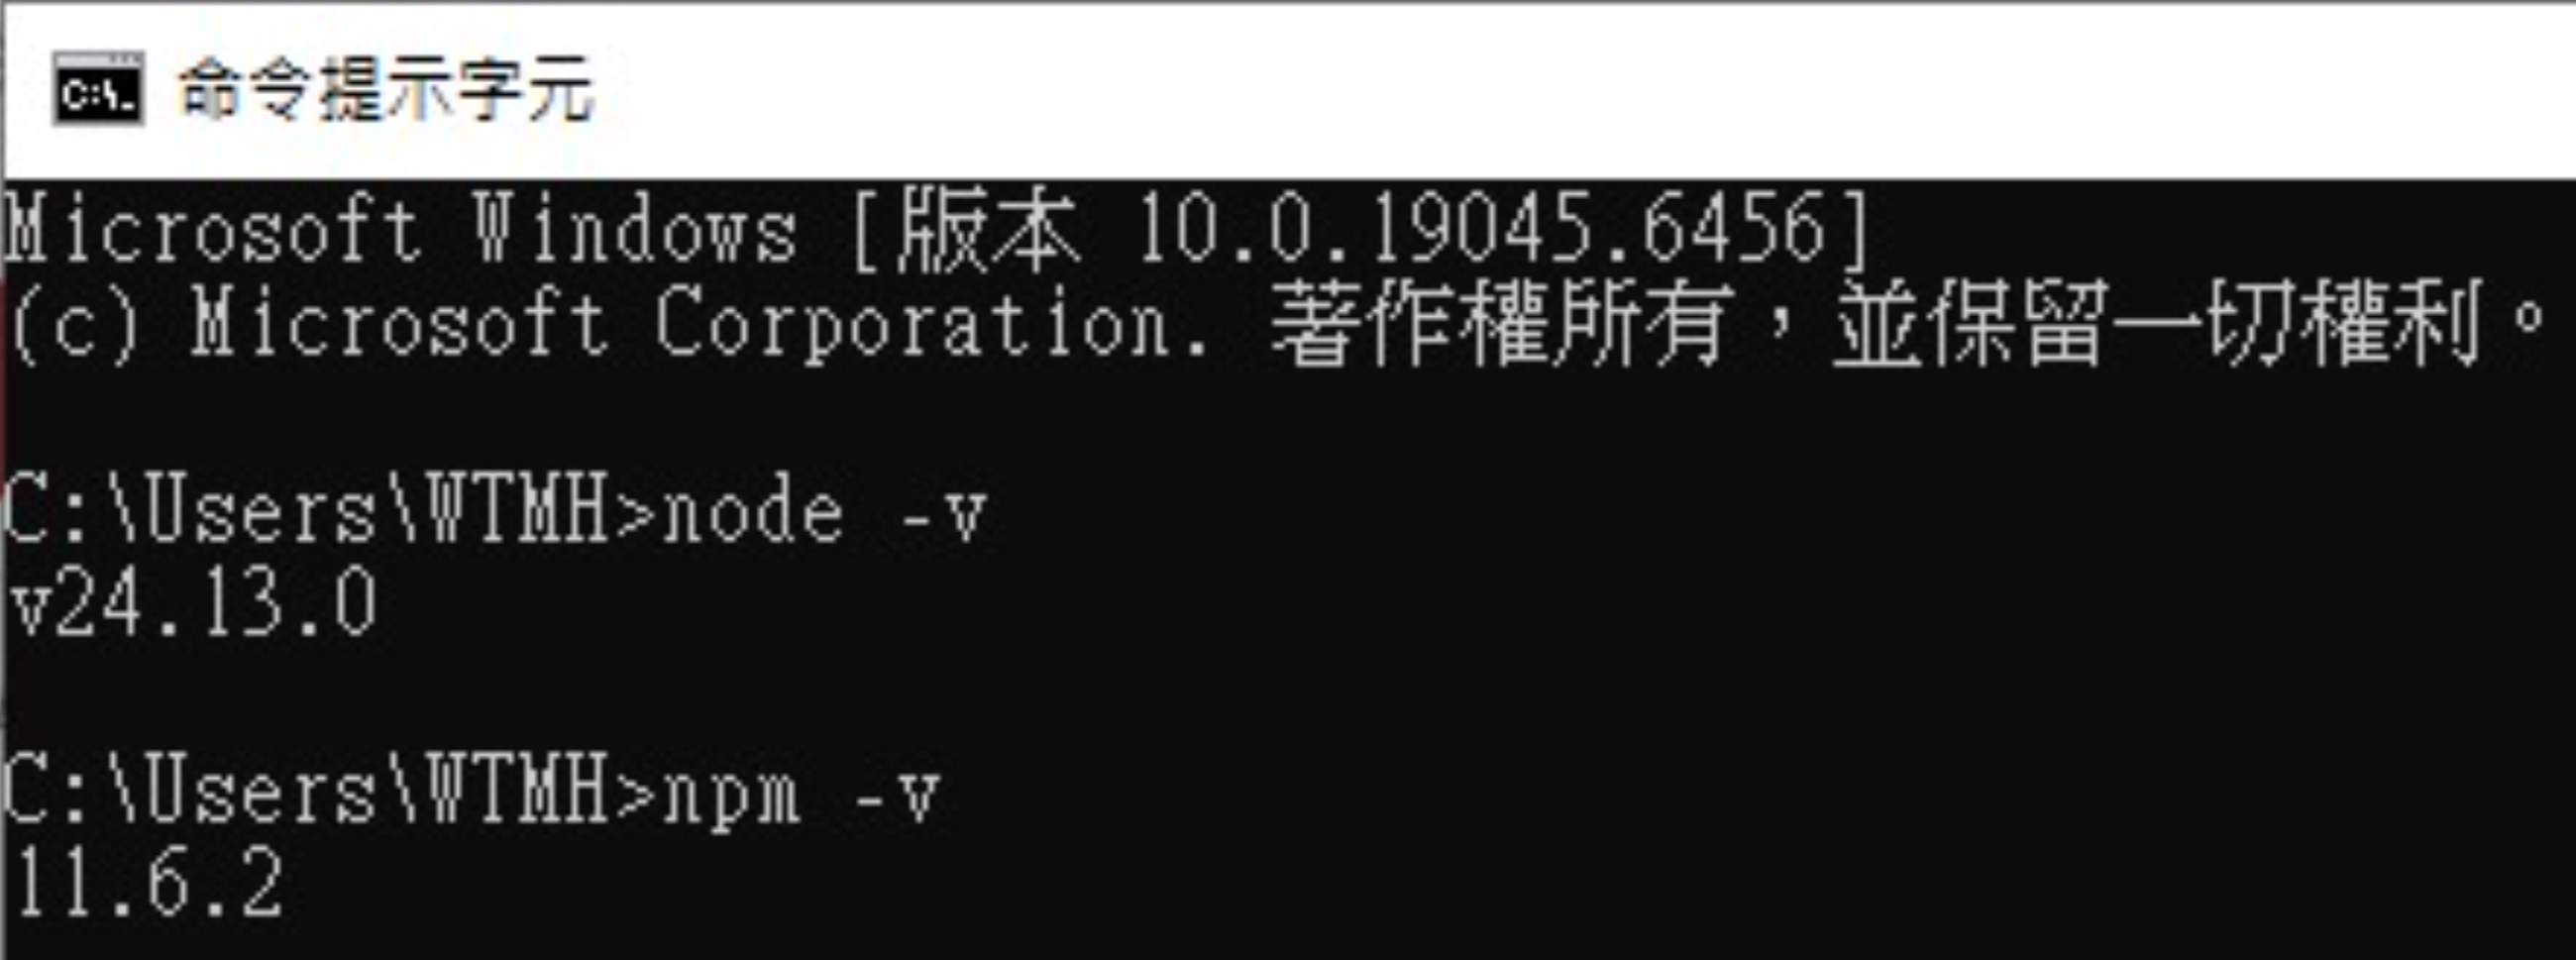 C:\_ 命令提示字元
Microsoft Windows [版本 10.0.19045.6456]
(c) Microsoft Corporation. 著作權所有，並保留一切權利。
C:\Users\WTMH>node -v
v24.13.0
C:\Users\WTMH>npm -v
11.6.2